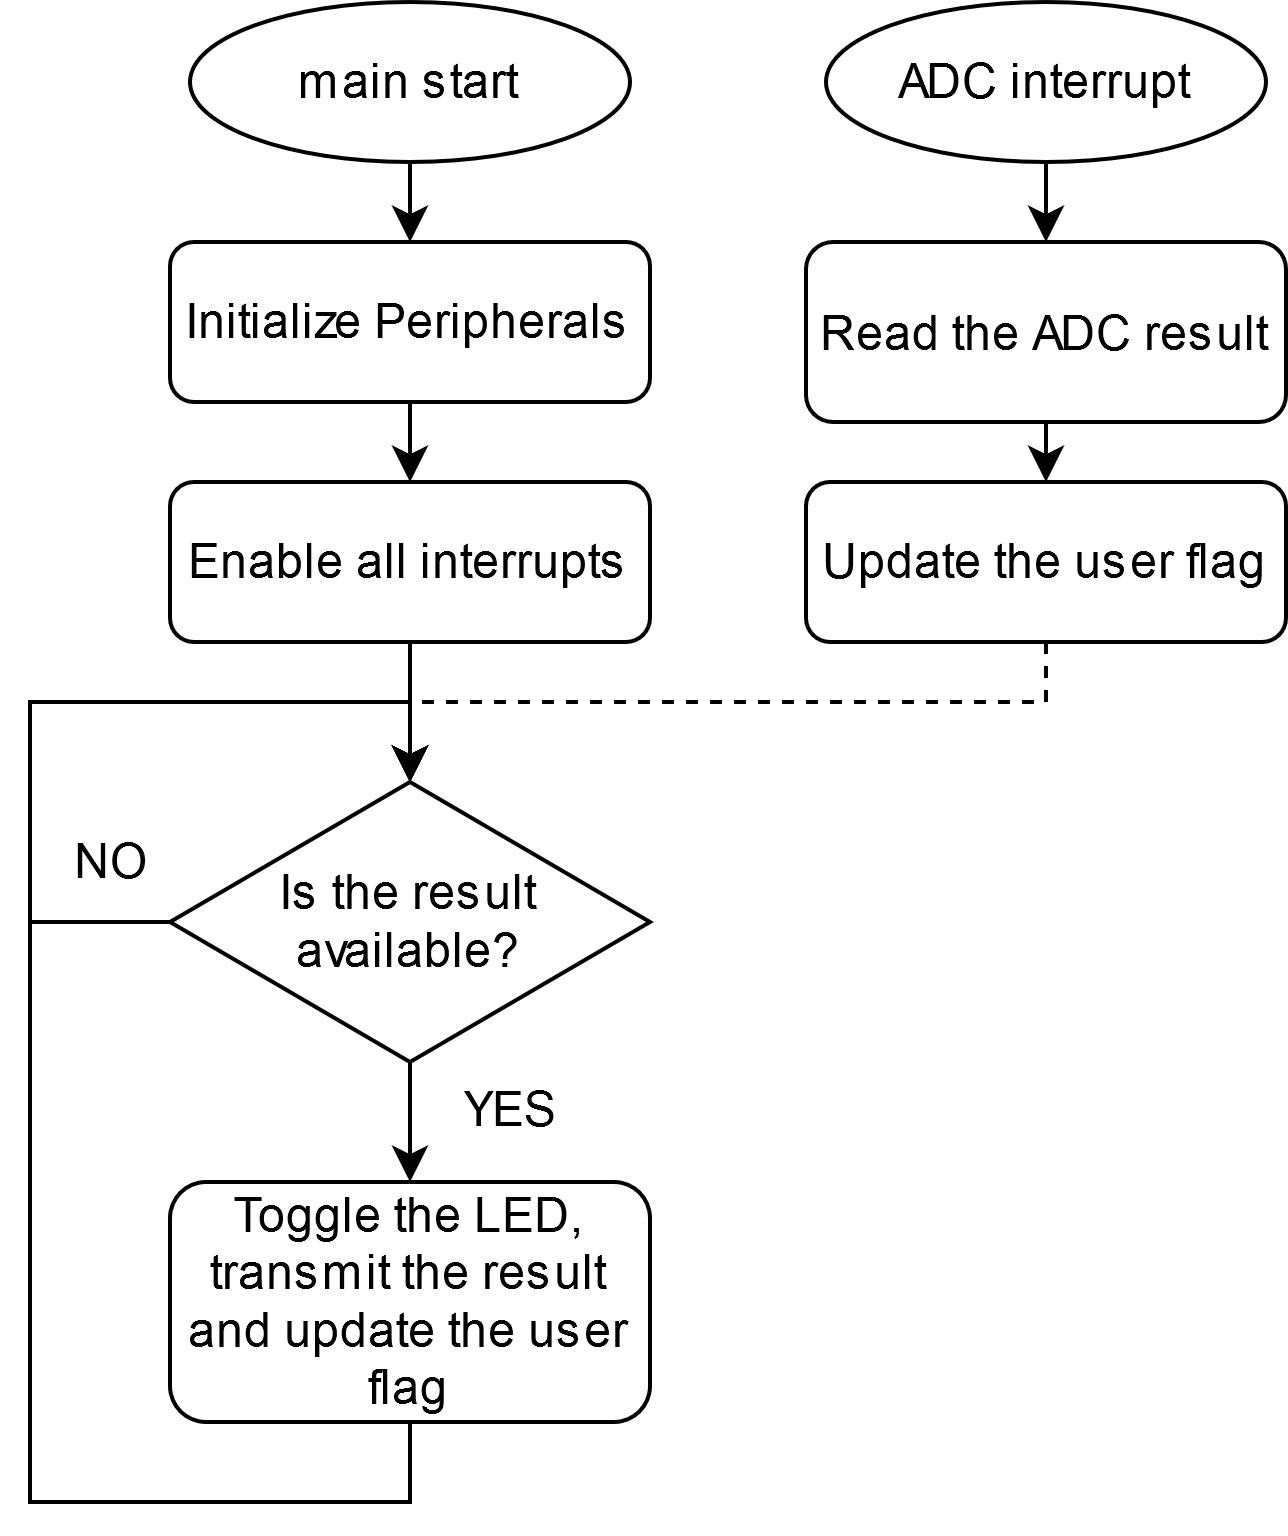 main start
ADC interrupt
Initialize Peripherals
Read the ADC result
Enable all interrupts
Update the user flag
NO
Is the result
available?
YES
Toggle the LED,
transmit the result
and update the user
flag